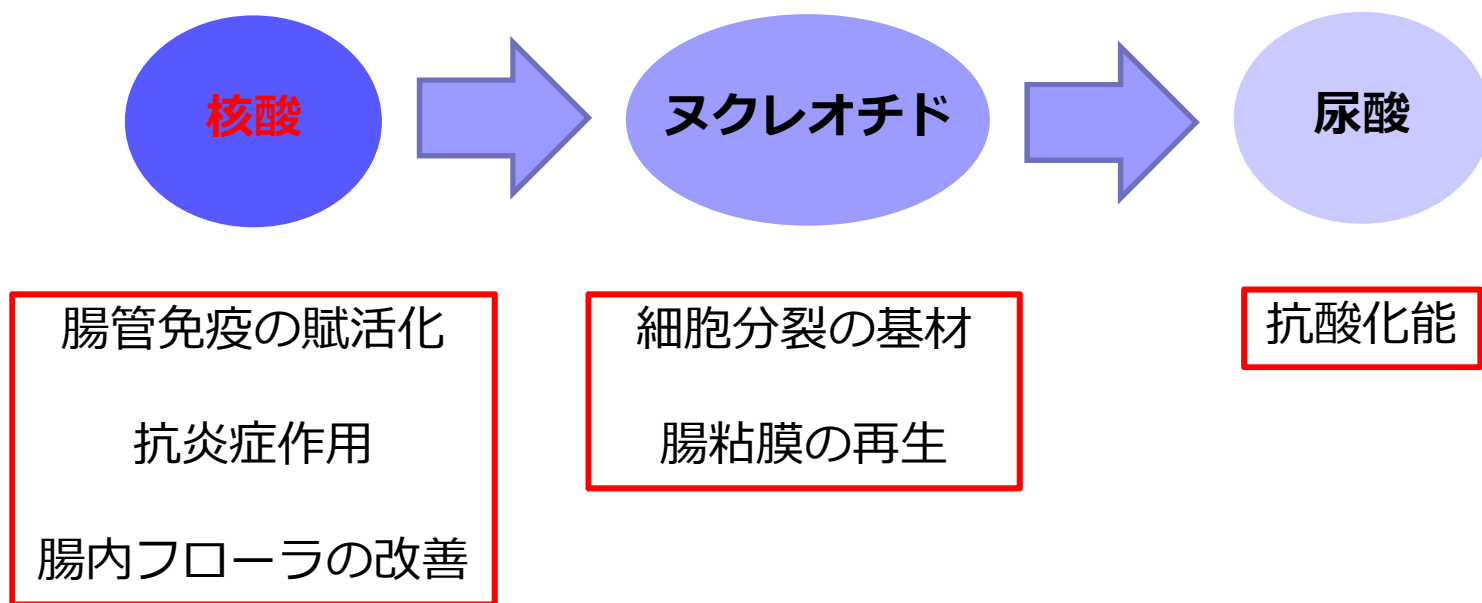 核酸
ヌクレオチド
尿酸
腸管免疫の賦活化
抗炎症作用
腸内フローラの改善
細胞分裂の基材
腸粘膜の再生
抗酸化能